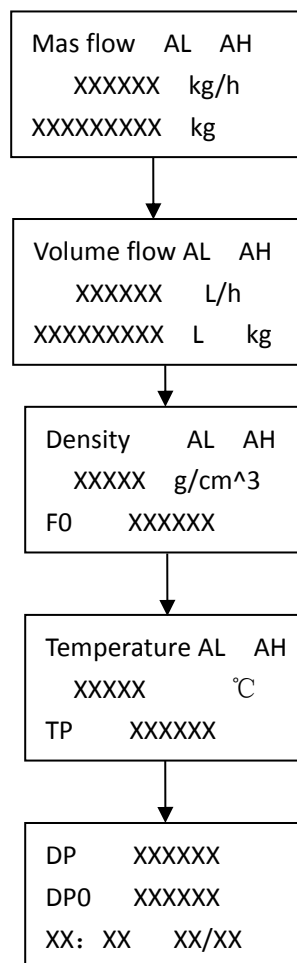 Mas flow AL AH
XXXXXX kg/h
XXXXXXXXX kg
Volume flow AL AH
XXXXXX L/h
XXXXXXXXX L kg
Density AL AH
XXXXX g/cm^3
F0 XXXXXX
Temperature AL AH
XXXXX ℃
TP XXXXXX
DP XXXXXX
DP0 XXXXXX
XX：XX XX/XX